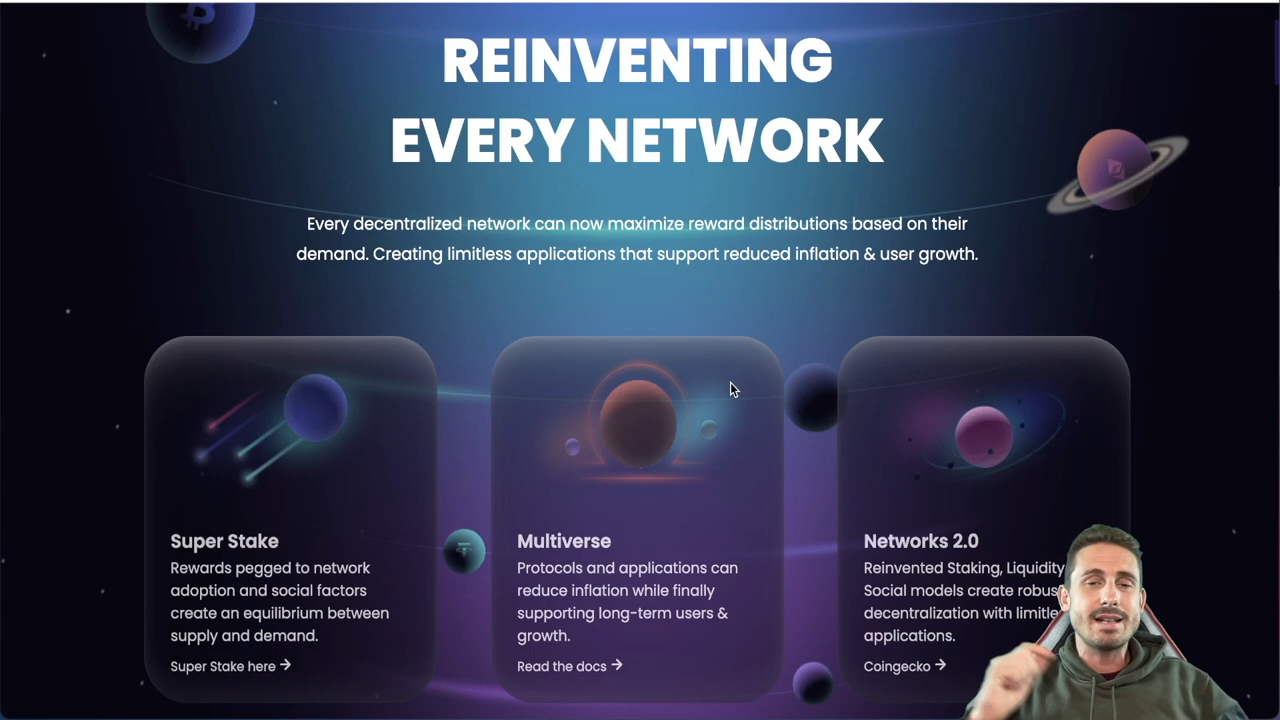 REINVENTING
EVERY NETWORK
Every decentralized network can now maximize reward distributions based on their
demand. Creating limitless applications that support reduced inflation & user growth.
Super Stake
Rewards pegged to network
adoption and social factors
create an equilibrium between
supply and demand.
Super Stake here →
Multiverse
Protocols and applications can
reduce inflation while finally
supporting long-term users &
growth.
Read the docs →
Networks 2.0
Reinvented Staking, Liquidity
Social models create
decentralization with
applications.
Coingecko →